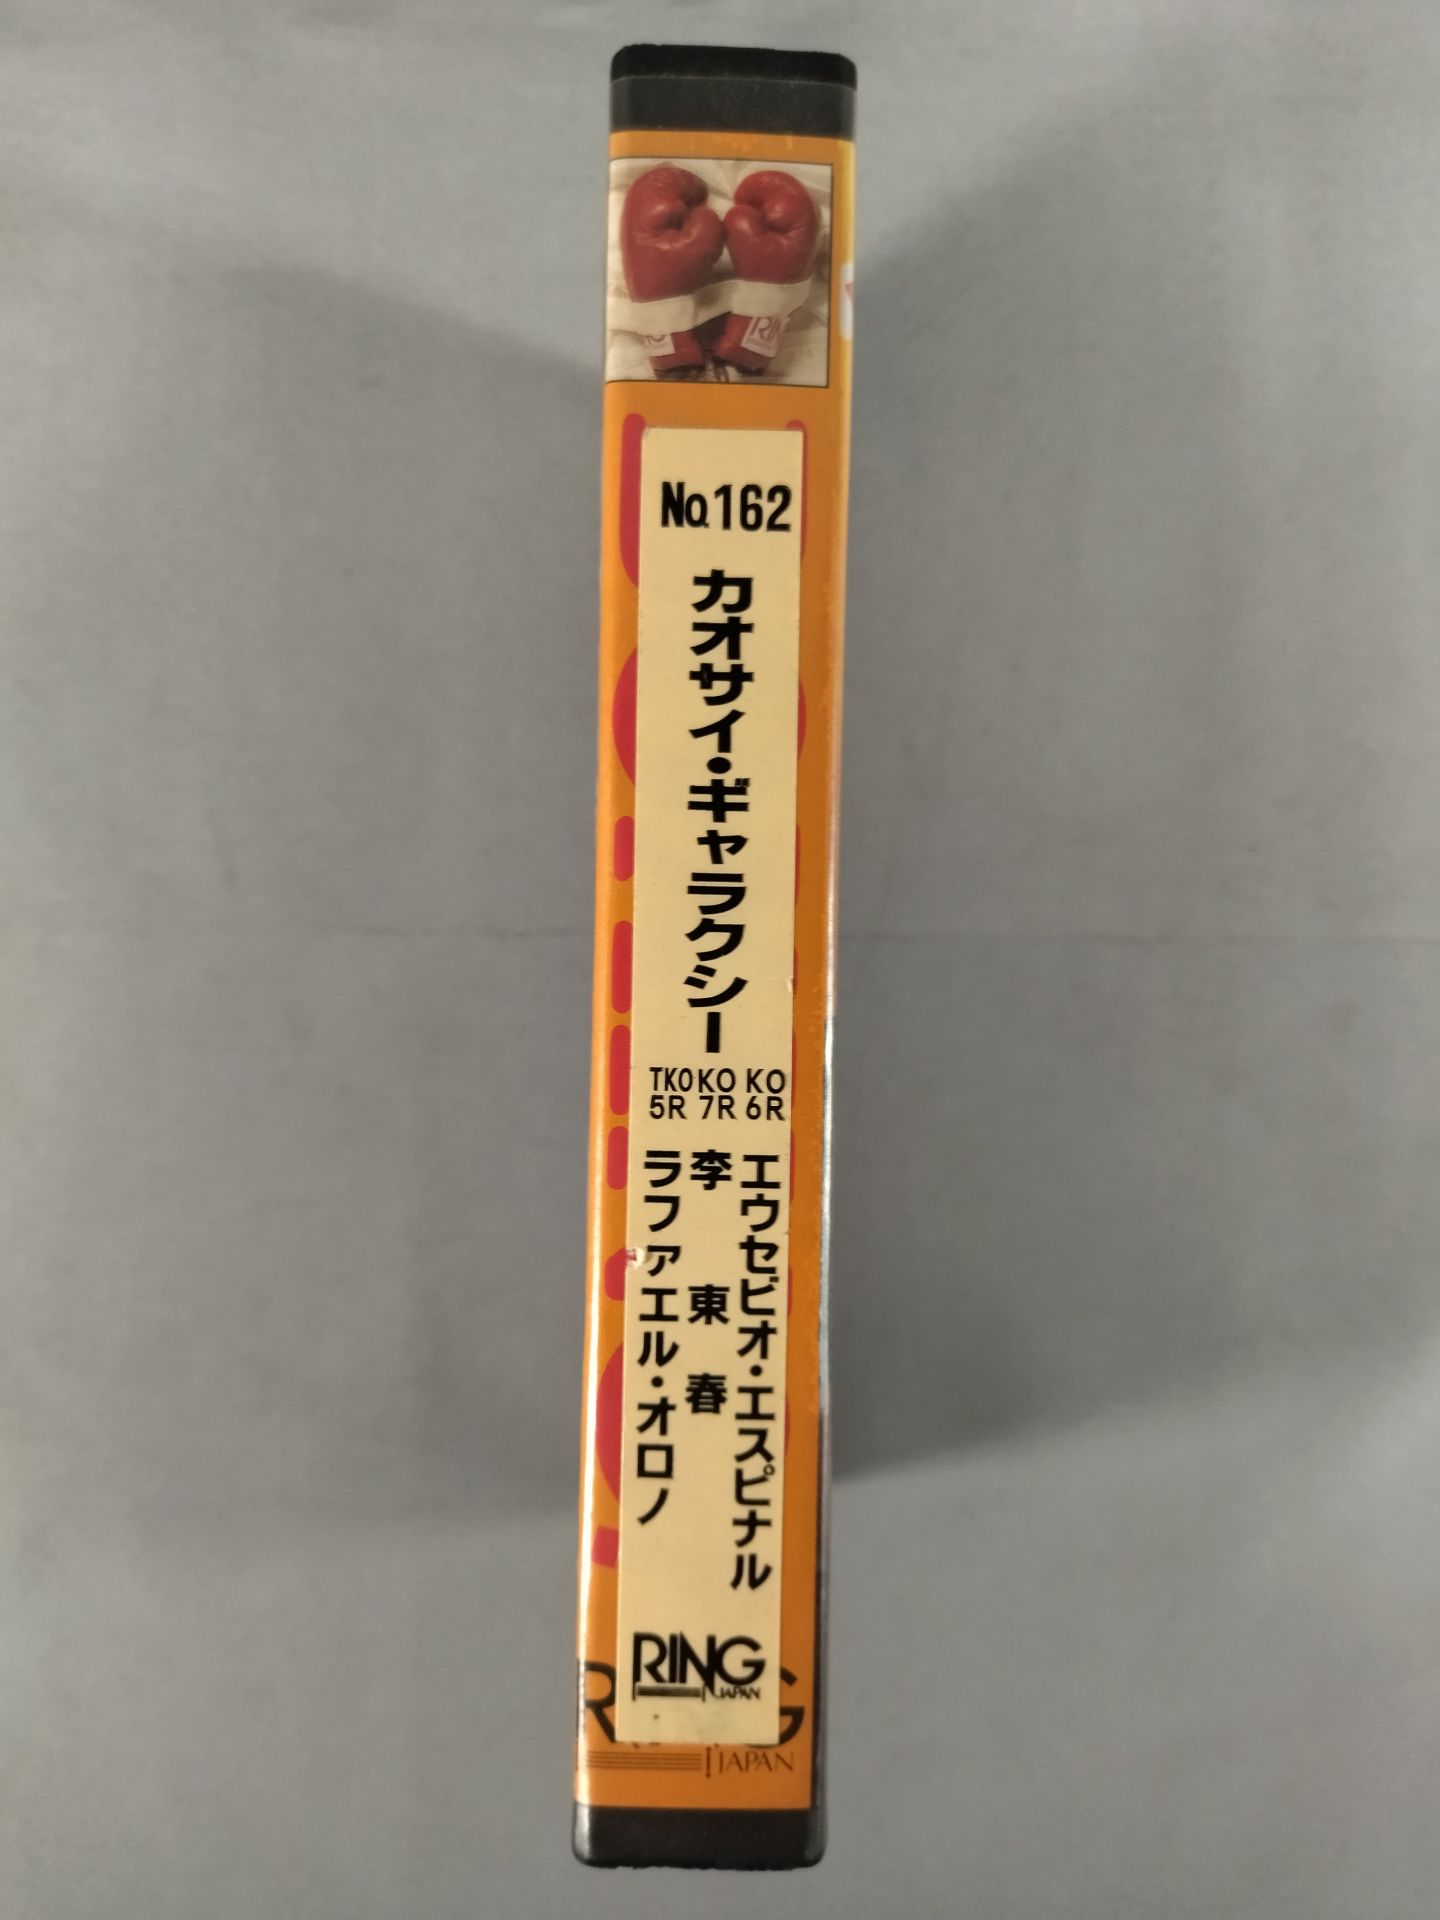 RIN
No.162
カオサイ・ギャラクシー
KO 6R エウセビオ・エスピナル
KO 7R 李東春
TKO 5R ラファエル・オロノ
RING
JAPAN
JAPAN